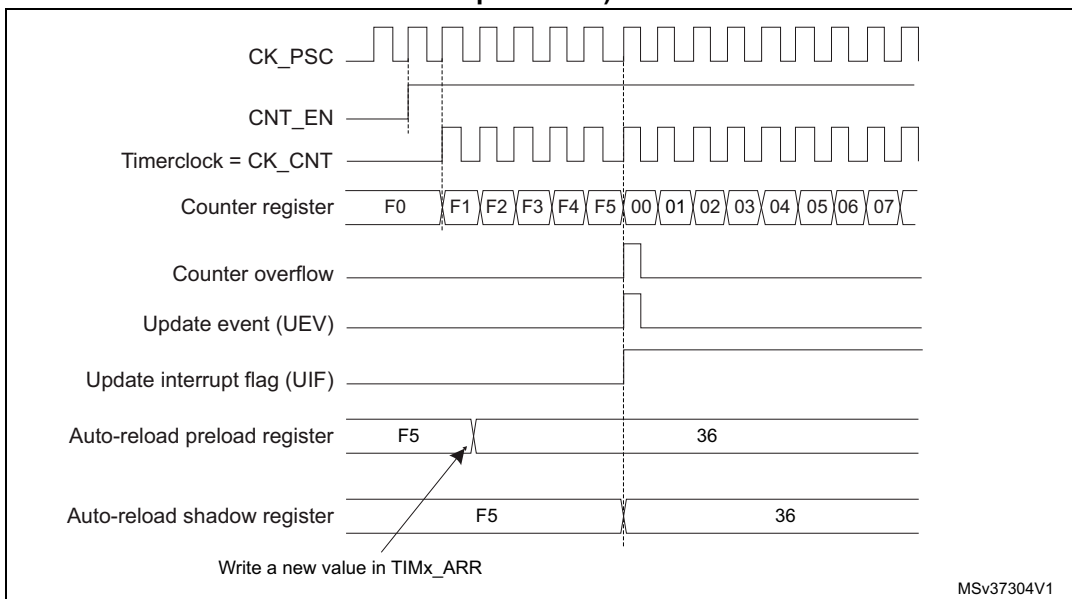 CK_PSC
CNT_EN
Timerclock = CK_CNT
Counter register F0 F1 F2 F3 F4 F5 00 01 02 03 04 05 06 07
Counter overflow
Update event (UEV)
Update interrupt flag (UIF)
Auto-reload preload register F5 36
Auto-reload shadow register F5 36
Write a new value in TIMx_ARR
MSv37304V1